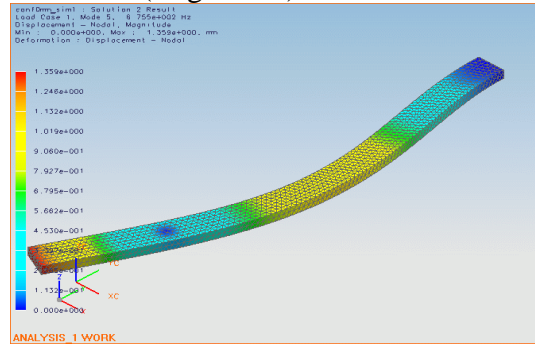 conf0mm_sim1 : Solution 2 Result
Load Case 1, Mode 5, 6 755e+002 Hz
Displacement - Nodal, Magnitude
Min : 0.000e+000, Max : 1.359e+000, mm
Deformation : Displacement - Nodal
1.359e+000
1.246e+000
1.132e+000
1.019e+000
9.060e-001
7.927e-001
6.795e-001
5.662e-001
4.530e-001
1.132e-001
0.000e+000
YC
Z
XC
X
ANALYSIS_1 WORK